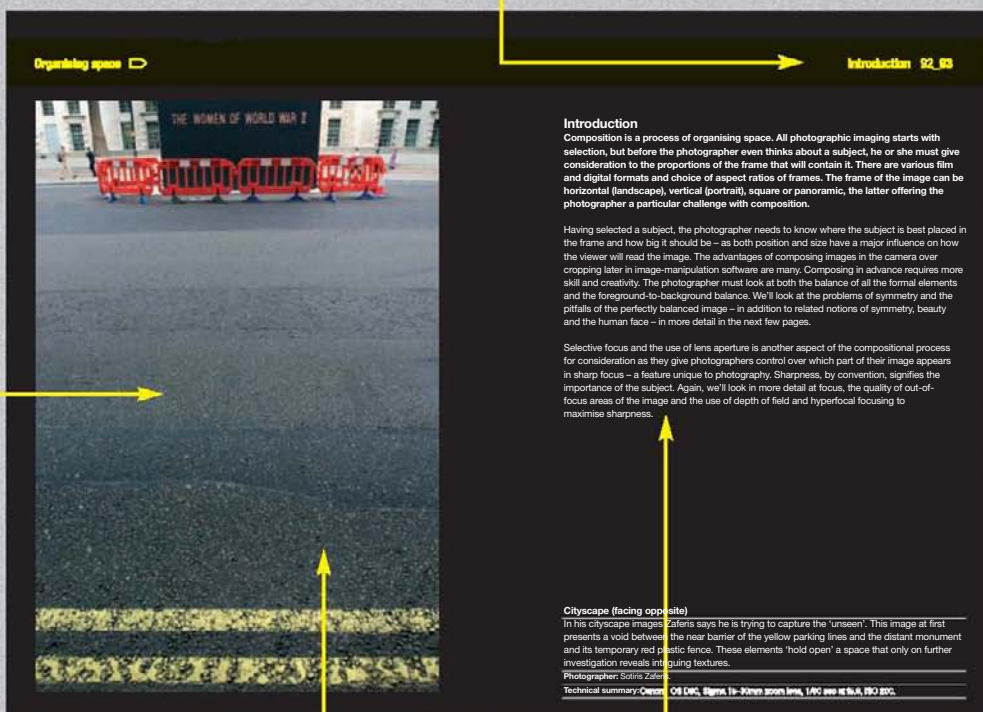 Organising space
Introduction 92_93
THE WOMEN OF WORLD WAR II
Introduction
Composition is a process of organising space. All photographic imaging starts with
selection, but before the photographer even thinks about a subject, he or she must give
consideration to the proportions of the frame that will contain it. There are various film
and digital formats and choice of aspect ratios of frames. The frame of the image can be
horizontal (landscape), vertical (portrait), square or panoramic, the latter offering the
photographer a particular challenge with composition.
Having selected a subject, the photographer needs to know where the subject is best placed in
the frame and how big it should be – as both position and size have a major influence on how
the viewer will read the image. The advantages of composing images in the camera over
cropping later in image-manipulation software are many. Composing in advance requires more
skill and creativity. The photographer must look at both the balance of all the formal elements
and the foreground-to-background balance. We'll look at the problems of symmetry and the
pitfalls of the perfectly balanced image – in addition to related notions of symmetry, beauty
and the human face – in more detail in the next few pages.
Selective focus and the use of lens aperture is another aspect of the compositional process
for consideration as they give photographers control over which part of their image appears
in sharp focus – a feature unique to photography. Sharpness, by convention, signifies the
importance of the subject. Again, we'll look in more detail at focus, the quality of out-of-
focus areas of the image and the use of depth of field and hyperfocal focusing to
maximise sharpness.
Cityscape (facing opposite)
In his cityscape images Zaferis says he is trying to capture the 'unseen'. This image at first
presents a void between the near barrier of the yellow parking lines and the distant monument
and its temporary red plastic fence. These elements 'hold open' a space that only on further
investigation reveals intriguing textures.
Photographer: Sotiris Zaferis.
Technical summary: zoom lens,